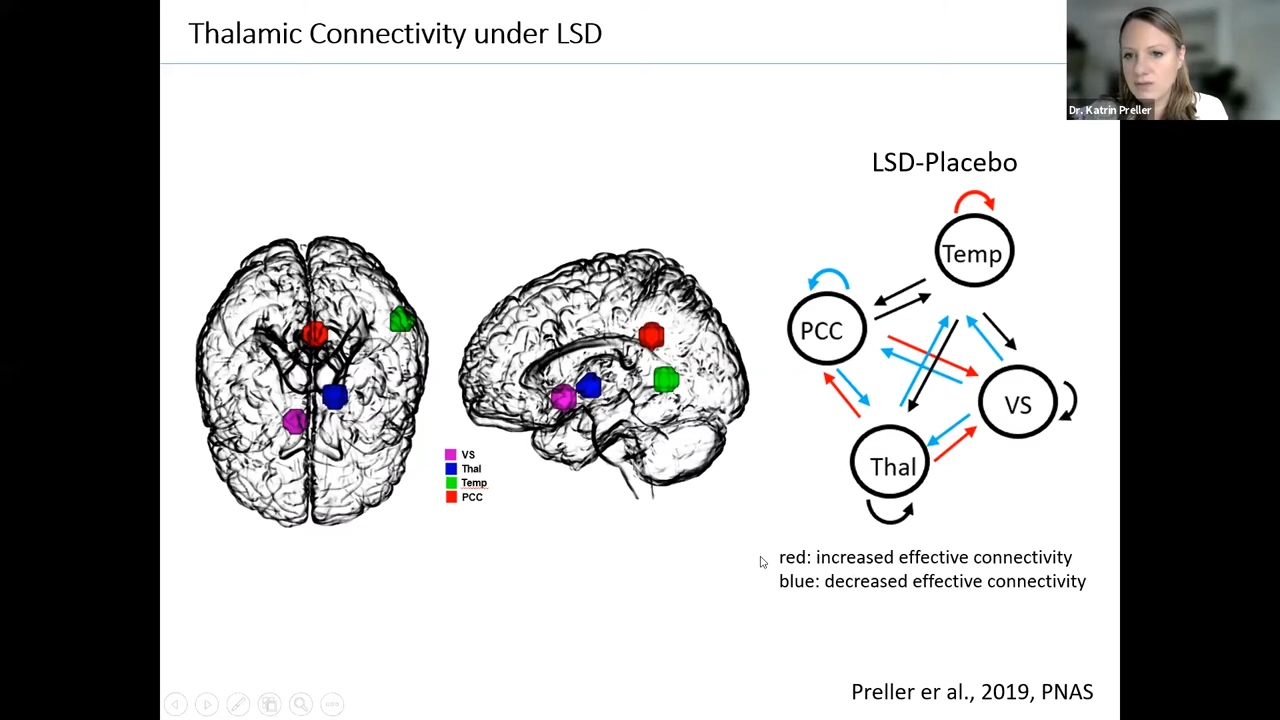 Thalamic Connectivity under LSD
Dr. Katrin Preller
LSD-Placebo
Temp
PCC
VS
Thal
VS
Thal
Temp
PCC
red: increased effective connectivity
blue: decreased effective connectivity
Preller er al., 2019, PNAS